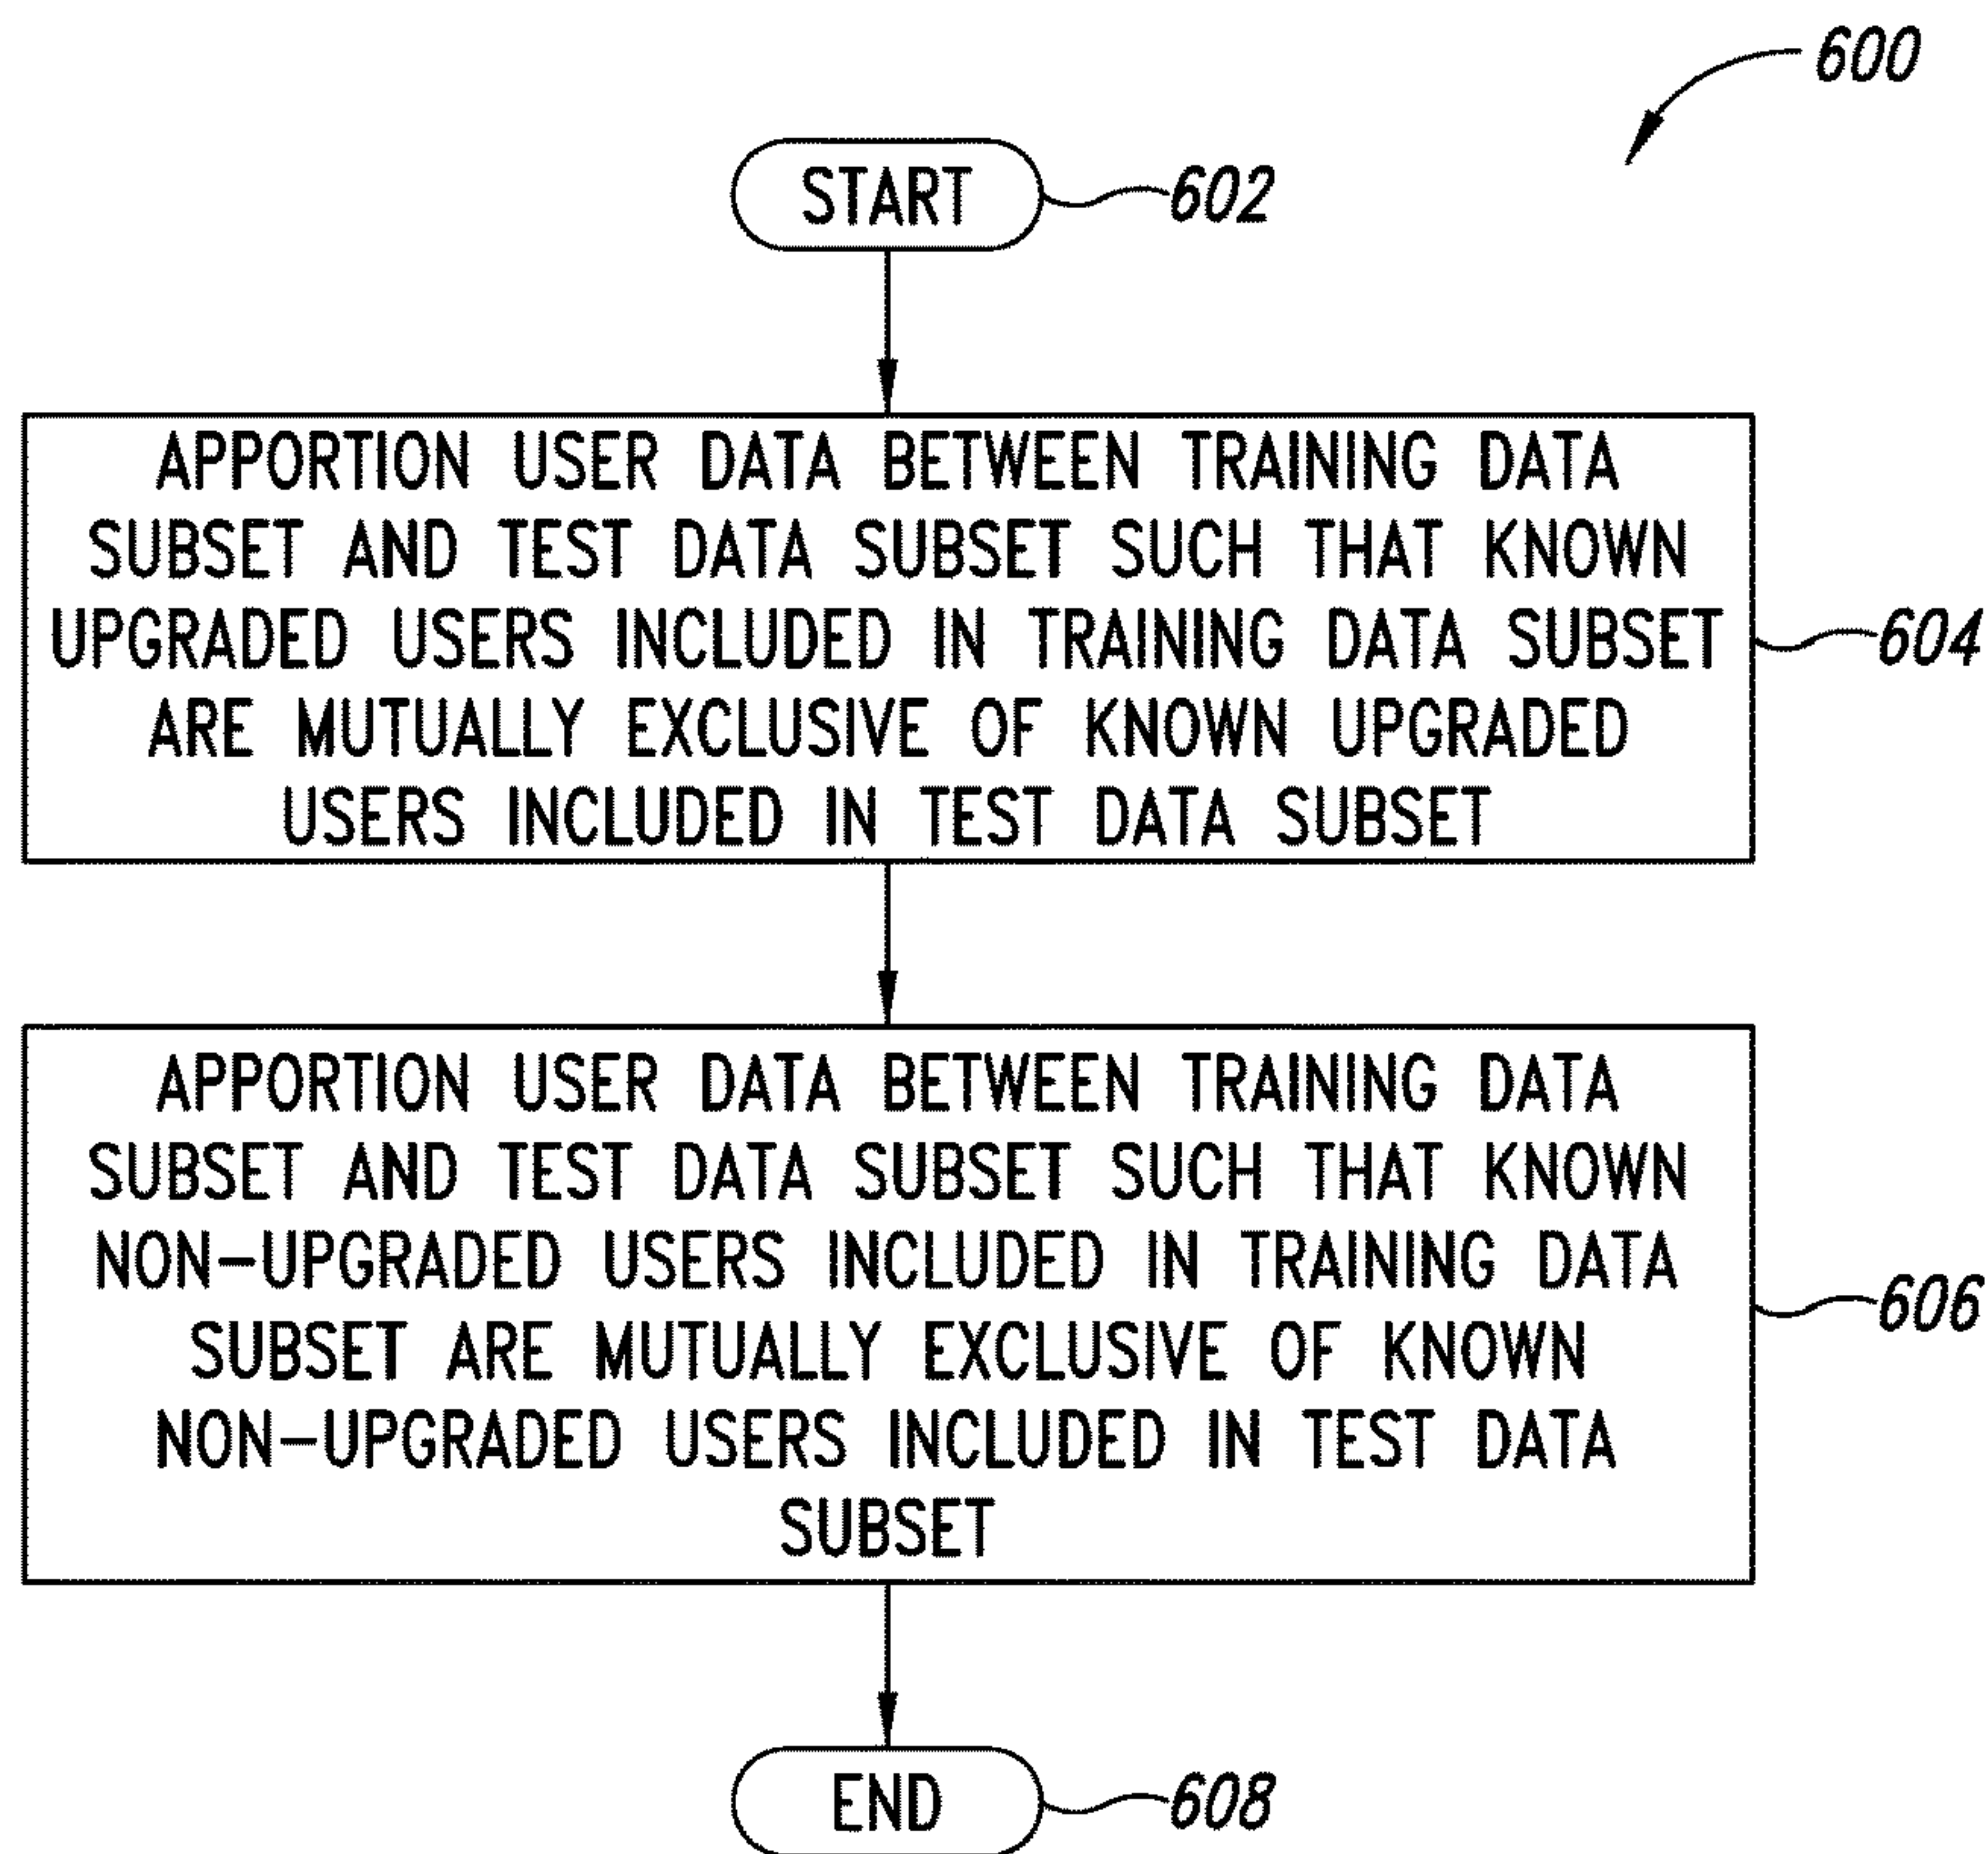 600
START
602
APPORTION USER DATA BETWEEN TRAINING DATA
SUBSET AND TEST DATA SUBSET SUCH THAT KNOWN
UPGRADED USERS INCLUDED IN TRAINING DATA SUBSET
ARE MUTUALLY EXCLUSIVE OF KNOWN UPGRADED
USERS INCLUDED IN TEST DATA SUBSET
604
APPORTION USER DATA BETWEEN TRAINING DATA
SUBSET AND TEST DATA SUBSET SUCH THAT KNOWN
NON-UPGRADED USERS INCLUDED IN TRAINING DATA
SUBSET ARE MUTUALLY EXCLUSIVE OF KNOWN
NON-UPGRADED USERS INCLUDED IN TEST DATA
SUBSET
606
END
608